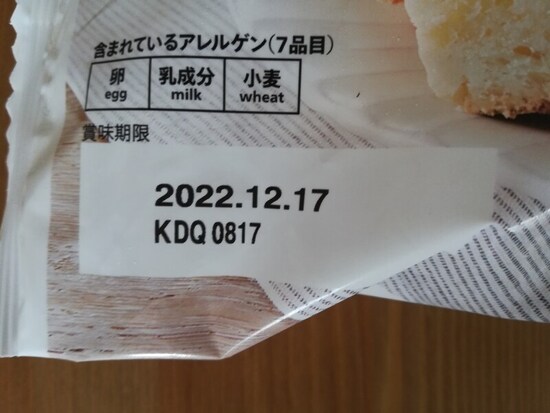 含まれているアレルゲン(7品目)
卵 乳成分 小麦
egg milk wheat
賞味期限
2022.12.17
KDQ 0817